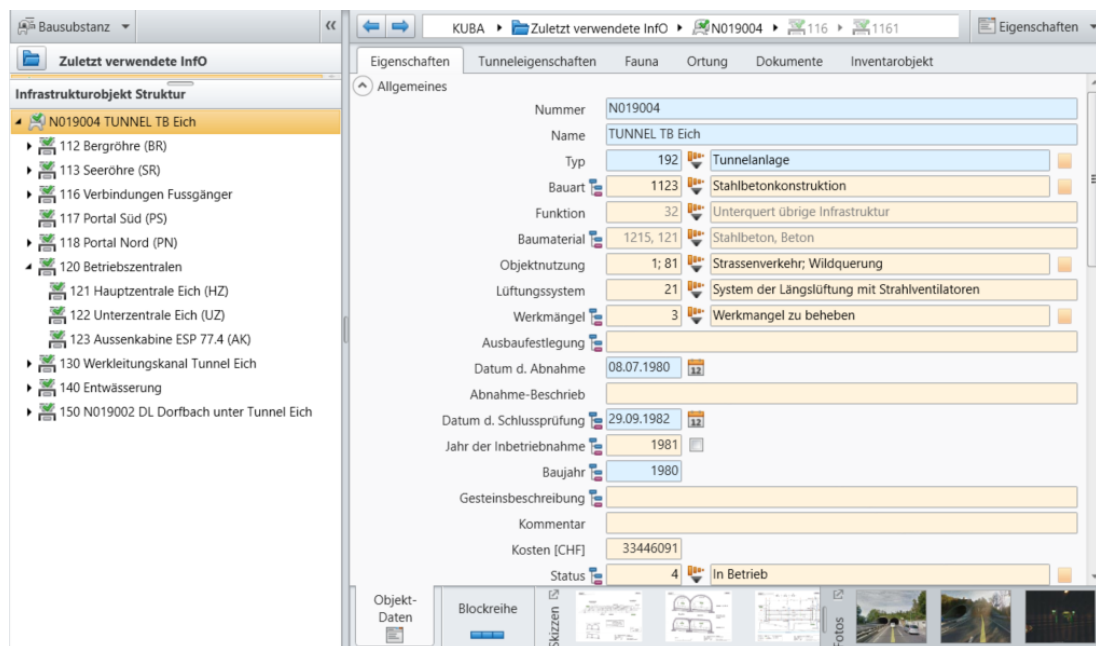 Bausubstanz
Zuletzt verwendete InfO
Infrastrukturobjekt Struktur
N019004 TUNNEL TB Eich
112 Bergröhre (BR)
113 Seeröhre (SR)
116 Verbindungen Fussgänger
117 Portal Süd (PS)
118 Portal Nord (PN)
120 Betriebszentralen
121 Hauptzentrale Eich (HZ)
122 Unterzentrale Eich (UZ)
123 Aussenkabine ESP 77.4 (AK)
130 Werkleitungskanal Tunnel Eich
140 Entwässerung
150 N019002 DL Dorfbach unter Tunnel Eich
KUBA Zuletzt verwendete InfO N019004 116 1161 Eigenschaften
Eigenschaften Tunneleigenschaften Fauna Ortung Dokumente Inventarobjekt
Allgemeines
Nummer N019004
Name TUNNEL TB Eich
Typ 192 Tunnelanlage
Bauart 1123 Stahlbetonkonstruktion
Funktion 32 Unterquert übrige Infrastruktur
Baumaterial 1215, 121 Stahlbeton, Beton
Objektnutzung 1; 81 Strassenverkehr; Wildquerung
Lüftungssystem 21 System der Längslüftung mit Strahlventilatoren
Werkmängel 3 Werkmangel zu beheben
Ausbaufestlegung
Datum d. Abnahme 08.07.1980 12
Abnahme-Beschrieb
Datum d. Schlussprüfung 29.09.1982 12
Jahr der Inbetriebnahme 1981
Baujahr 1980
Gesteinsbeschreibung
Kommentar
Kosten [CHF] 33446091
Status 4 In Betrieb
Objekt-
Daten
Blockreihe
Skizzen
Fotos